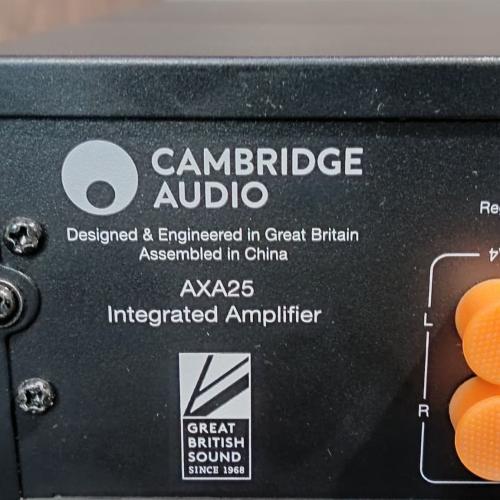 CAMBRIDGE
AUDIO
Designed & Engineered in Great Britain
Assembled in China
AXA25
Integrated Amplifier
GREAT
BRITISH
SOUND
SINCE 1968
L
R